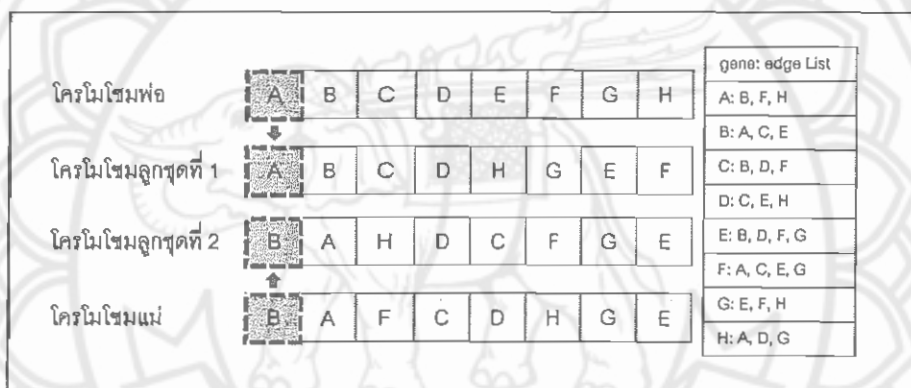 โครโมโซมพ่อ A B C D E F G H
โครโมโซมลูกชุดที่ 1 A B C D H G E F
โครโมโซมลูกชุดที่ 2 B A H D C F G E
โครโมโซมแม่ B A F C D H G E
gene: edge List
A: B, F, H
B: A, C, E
C: B, D, F
D: C, E, H
E: B, D, F, G
F: A, C, E, G
G: E, F, H
H: A, D, G